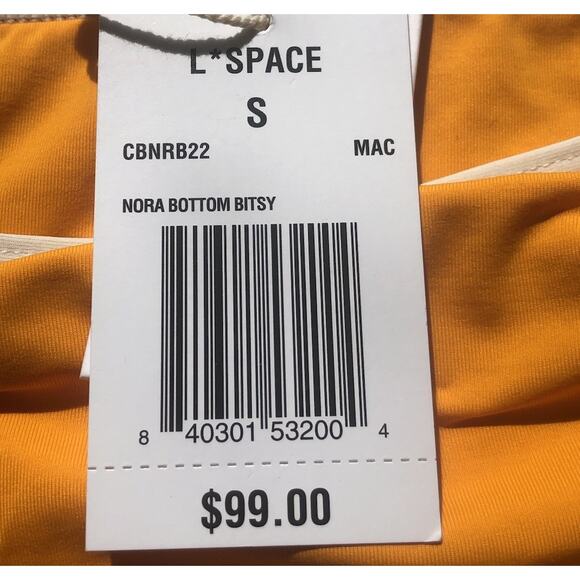 L*SPACE
S
CBNRB22 MAC
NORA BOTTOM BITSY
8 40301 53200 4
$99.00